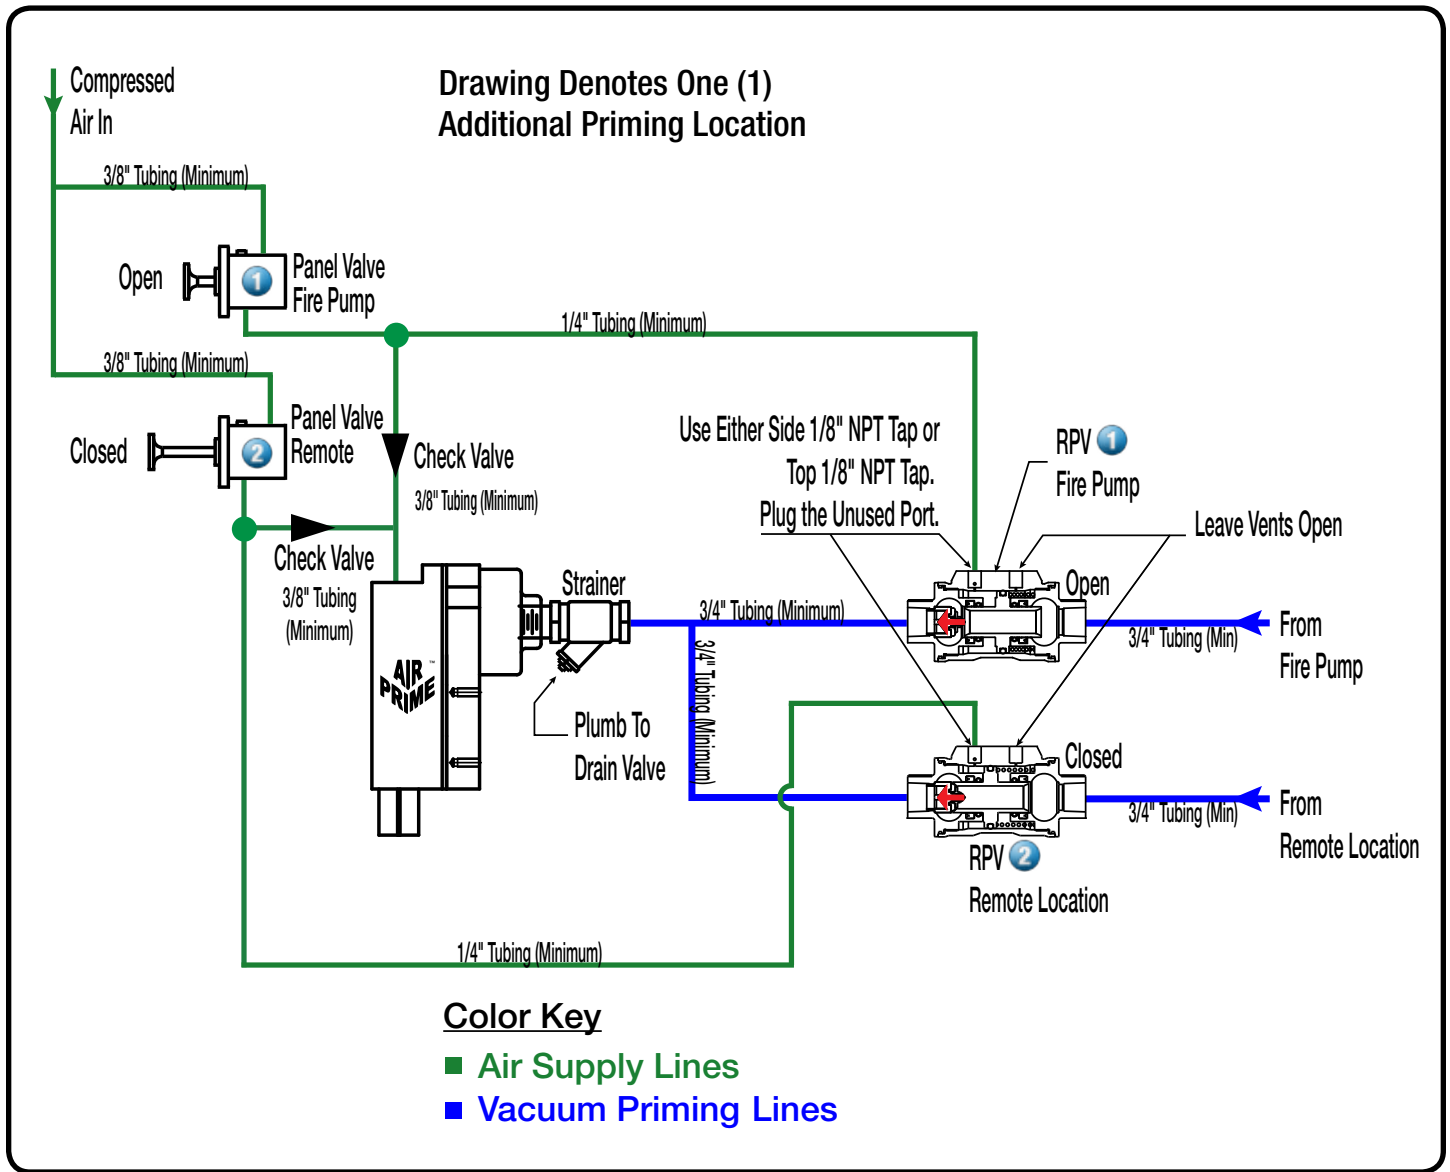 Compressed
Air In
Drawing Denotes One (1)
Additional Priming Location
3/8" Tubing (Minimum)
Open
1
Panel Valve
Fire Pump
1/4" Tubing (Minimum)
3/8" Tubing (Minimum)
Closed
2
Panel Valve
Remote
Check Valve
3/8" Tubing (Minimum)
Check Valve
3/8" Tubing
(Minimum)
Use Either Side 1/8" NPT Tap or
Top 1/8" NPT Tap.
Plug the Unused Port.
RPV 1
Fire Pump
Leave Vents Open
Open
Strainer
3/4" Tubing (Minimum)
3/4" Tubing (Min)
From
Fire Pump
3/4" Tubing (Minimum)
AIR
PRIME™
Plumb To
Drain Valve
Closed
3/4" Tubing (Min)
From
Remote Location
RPV 2
Remote Location
1/4" Tubing (Minimum)
Color Key
Air Supply Lines
Vacuum Priming Lines